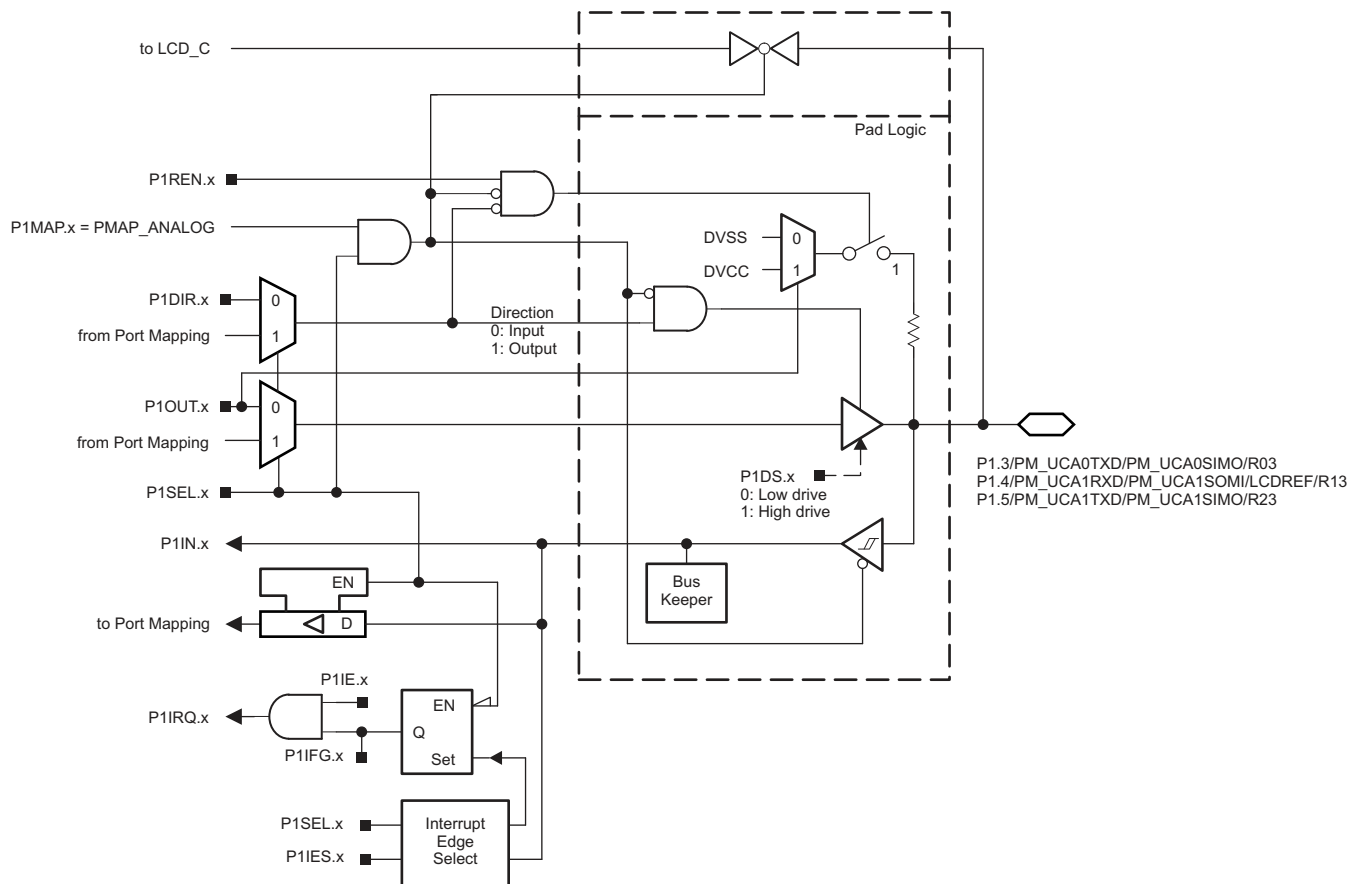 to LCD_C
Pad Logic
P1REN.x
P1MAP.x = PMAP_ANALOG
DVSS
0
DVCC
1
1
P1DIR.x
0
from Port Mapping
1
Direction
0: Input
1: Output
P1OUT.x
0
from Port Mapping
1
P1SEL.x
P1DS.x
0: Low drive
1: High drive
P1.3/PM_UCA0TXD/PM_UCA0SIMO/R03
P1.4/PM_UCA1RXD/PM_UCA1SOMI/LCDREF/R13
P1.5/PM_UCA1TXD/PM_UCA1SIMO/R23
P1IN.x
EN
Bus
Keeper
to Port Mapping
D
P1IE.x
EN
P1IRQ.x
Q
P1IFG.x
Set
P1SEL.x
P1IES.x
Interrupt
Edge
Select